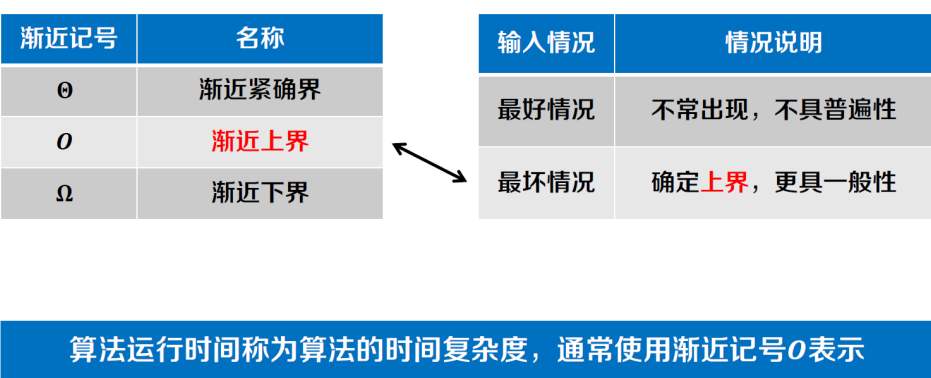 渐近记号 名称
Θ 渐近紧确界
O 渐近上界
Ω 渐近下界
输入情况 情况说明
最好情况 不常出现，不具普遍性
最坏情况 确定上界，更具一般性
算法运行时间称为算法的时间复杂度，通常使用渐近记号O表示